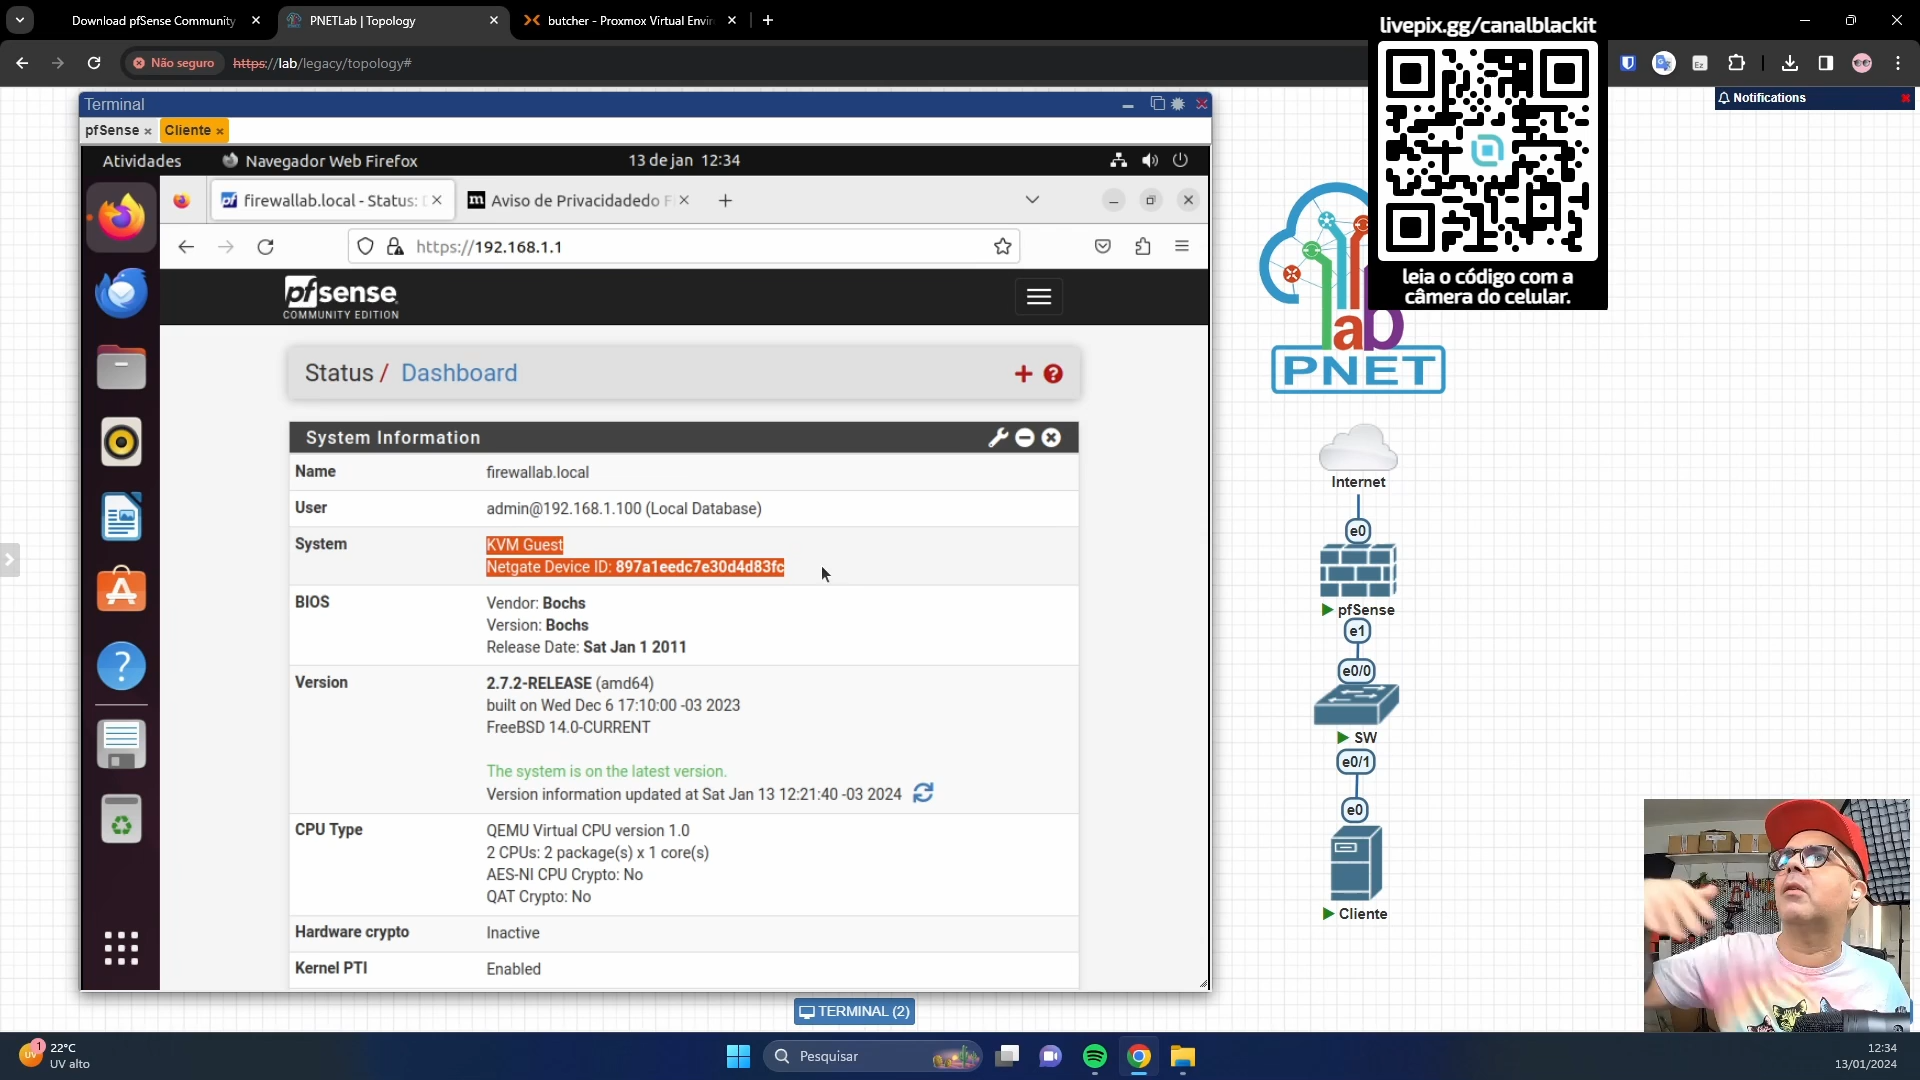 Download pfSense Community
PNETLab | Topology
butcher - Proxmox Virtual Envir
livepix.gg/canalblackit
Não seguro
https://lab/legacy/topology#
Ez
Notifications
Terminal
pfSense
Cliente
Atividades
Navegador Web Firefox
13 de jan 12:34
firewallab.local - Status:
Aviso de Privacidadedo F
https://192.168.1.1
leia o código com a
câmera do celular.
pfsense
COMMUNITY EDITION
lab
PNET
Status / Dashboard
System Information
Name
firewallab.local
User
admin@192.168.1.100 (Local Database)
System
KVM Guest
Netgate Device ID: 897a1eedc7e30d4d83fc
BIOS
Vendor: Bochs
Version: Bochs
Release Date: Sat Jan 1 2011
Version
2.7.2-RELEASE (amd64)
built on Wed Dec 6 17:10:00 -03 2023
FreeBSD 14.0-CURRENT
The system is on the latest version.
Version information updated at Sat Jan 13 12:21:40 -03 2024
CPU Type
QEMU Virtual CPU version 1.0
2 CPUs: 2 package(s) x 1 core(s)
AES-NI CPU Crypto: No
QAT Crypto: No
Hardware crypto
Inactive
Kernel PTI
Enabled
Internet
e0
pfSense
e1
e0/0
SW
e0/1
e0
Cliente
TERMINAL (2)
1
UV
22°C
UV alto
Pesquisar
12:34
13/01/2024